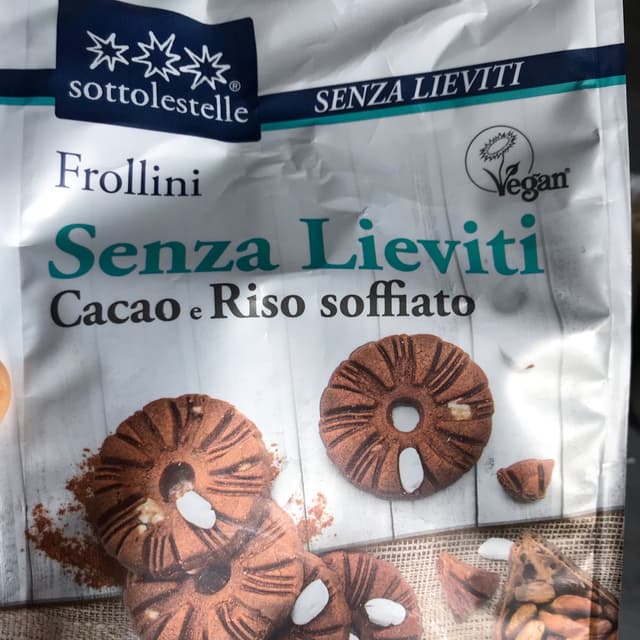 sottolestelle®
SENZA LIEVITI
Frollini
Vegan
Senza Lieviti
Cacao e Riso soffiato